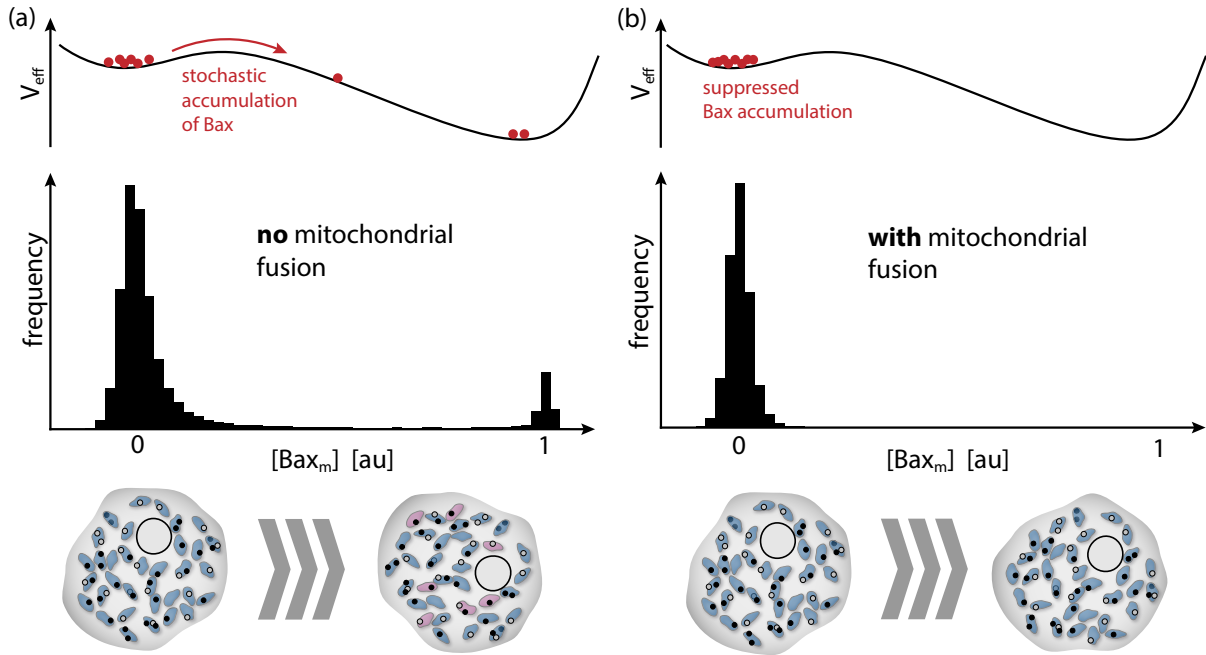 (a)
V_eff
stochastic
accumulation
of Bax
frequency
no mitochondrial
fusion
0
1
[Bax_m] [au]
(b)
V_eff
suppressed
Bax accumulation
frequency
with mitochondrial
fusion
0
1
[Bax_m] [au]